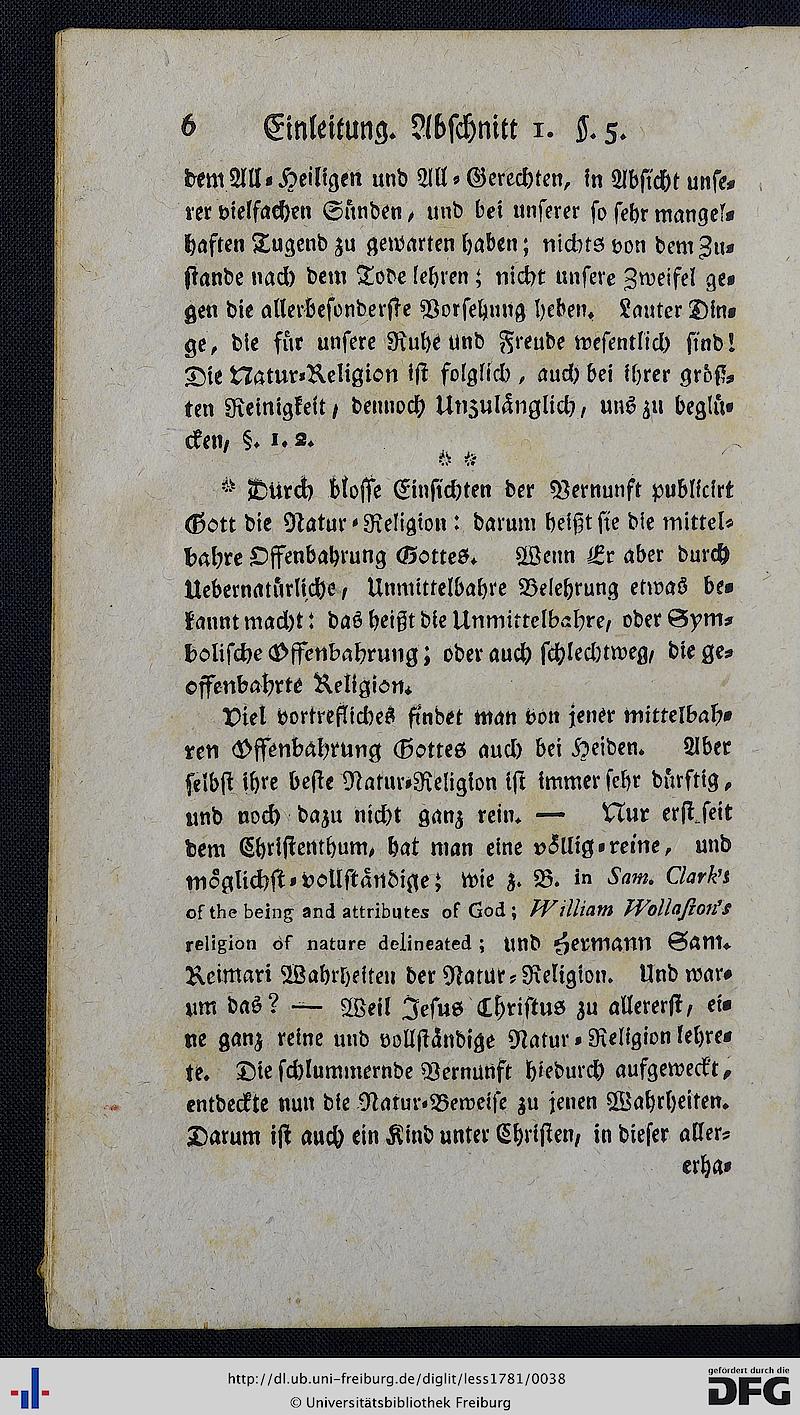 6 Einleitung. Abschnitt 1. §. 5.
dem All-Heiligen und All-Gerechten, in Absicht unse-
rer vielfachen Sünden, und bei unserer so sehr mangel-
haften Tugend zu gewarten haben; nichts von dem Zu-
stande nach dem Tode lehren; nicht unsere Zweifel ge-
gen die allerbesonderste Vorsehung heben. Lauter Din-
ge, die für unsere Ruhe und Freude wesentlich sind!
Die Natur-Religion ist folglich, auch bei ihrer größ-
ten Reinigkeit, dennoch Unzulänglich, uns zu beglü-
cken, §. 1. 2.
* *
* Durch blosse Einsichten der Vernunft publicirt
Gott die Natur-Religion: darum heißt sie die mittel-
bahre Offenbahrung Gottes. Wenn Er aber durch
Uebernatürliche, Unmittelbahre Belehrung etwas be-
kannt macht: das heißt die Unmittelbahre, oder Sym-
bolische Offenbahrung; oder auch schlechtweg, die ge-
offenbahrte Religion.
Viel vortrefliches findet man von jener mittelbah-
ren Offenbahrung Gottes auch bei Heiden. Aber
selbst ihre beste Natur-Religion ist immer sehr dürftig,
und noch dazu nicht ganz rein. — Nur erst seit
dem Christenthum, hat man eine völlig-reine, und
möglichst-vollständige; wie z. B. in Sam. Clark's
of the being and attributes of God; William Wollaston's
religion of nature delineated; und Hermann Sam.
Reimari Wahrheiten der Natur-Religion. Und war-
um das? — Weil Jesus Christus zu allererst, ei-
ne ganz reine und vollständige Natur-Religion lehre-
te. Die schlummernde Vernunft hiedurch aufgeweckt,
entdeckte nun die Natur-Beweise zu jenen Wahrheiten.
Darum ist auch ein Kind unter Christen, in dieser aller-
erha-
http://dl.ub.uni-freiburg.de/diglit/less1781/0038
© Universitätsbibliothek Freiburg
gefördert durch die
DFG